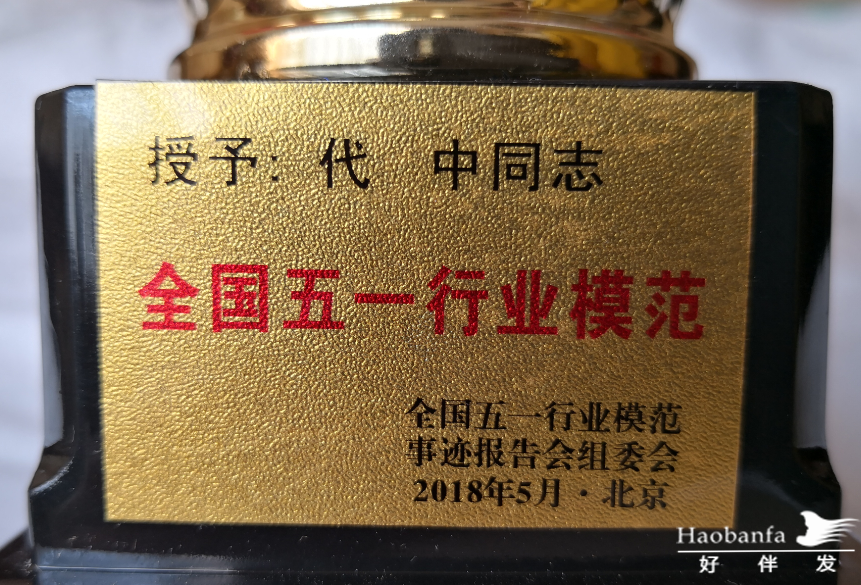 授予：代　中同志
全国五一行业模范
全国五一行业模范
事迹报告会组委会
2018年5月·北京
Haobanfa
好伴发